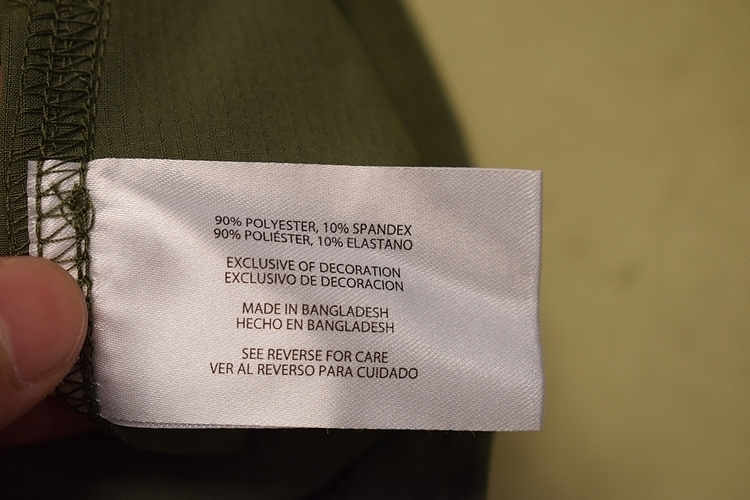 90% POLYESTER, 10% SPANDEX
90% POLIÉSTER, 10% ELASTANO
EXCLUSIVE OF DECORATION
EXCLUSIVO DE DECORACION
MADE IN BANGLADESH
HECHO EN BANGLADESH
SEE REVERSE FOR CARE
VER AL REVERSO PARA CUIDADO